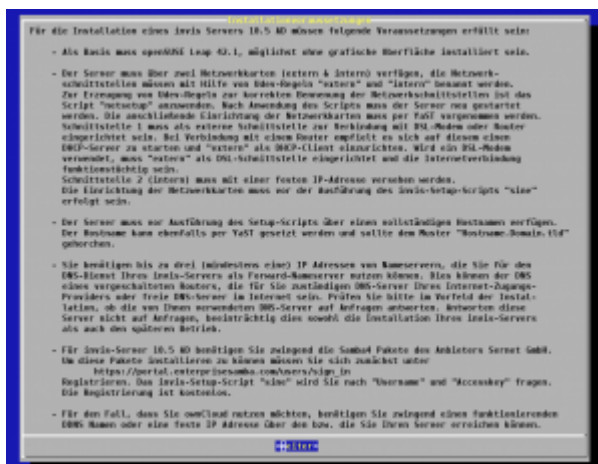 Installationsvoraussetzungen
Für die Installation eines invis Servers 10.5 AD müssen folgende Voraussetzungen erfüllt sein:
- Als Basis muss openSUSE Leap 42.1, möglichst ohne grafische Oberfläche installiert sein.
- Der Server muss über zwei Netzwerkkarten (extern & intern) verfügen, die Netzwerk-
schnittstellen müssen mit Hilfe von Udev-Regeln "extern" und "intern" benannt werden.
Zur Erzeugung von Udev-Regeln zur korrekten Benennung der Netzwerkschnittstellen ist das
Script "netsetup" anzuwenden. Nach Anwendung des Scripts muss der Server neu gestartet
werden. Die anschließende Einrichtung der Netzwerkkarten muss per YaST vorgenommen werden.
Schnittstelle 1 muss als externe Schnittstelle zur Verbindung mit DSL-Modem oder Router
eingerichtet sein. Bei Verbindung mit einem Router empfielt es sich auf diesem einen
DHCP-Server zu starten und "extern" als DHCP-Client einzurichten. Wird ein DSL-Modem
verwendet, muss "extern" als DSL-Schnittstelle eingerichtet und die Internetverbindung
funktionstüchtig sein.
Schnittstelle 2 (intern) muss mit einer festen IP-Adresse versehen werden.
Die Einrichtung der Netzwerkkarten muss vor der Ausführung des invis-Setup-Scripts "sine"
erfolgt sein.
- Der Server muss vor Ausführung des Setup-Scripts über einen vollständigen Hostnamen verfügen.
Der Hostname kann ebenfalls per YaST gesetzt werden und sollte dem Muster "Hostname.Domain.tld"
gehorchen.
- Sie benötigen bis zu drei (mindestens eine) IP Adressen von Nameservern, die Sie für den
DNS-Dienst Ihres invis-Servers als Forward-Nameserver nutzen können. Dies können der DNS
eines vorgeschalteten Routers, die für Sie zuständigen DNS-Server Ihres Internet-Zugangs-
Providers oder freie DNS-Server im Internet sein. Prüfen Sie bitte im Vorfeld der Instal-
lation, ob die von Ihnen verwendeten DNS-Server auf Anfragen antworten. Antworten diese
Server nicht auf Anfragen, beeinträchtig dies sowohl die Installation Ihres invis-Servers
als auch den späteren Betrieb.
- Für invis-Server 10.5 AD benötigen Sie zwingend die Samba4 Pakete des Anbieters Sernet GmbH.
Um diese Pakete installieren zu können müssen Sie sich zunächst unter
https://portal.enterprisesamba.com/users/sign_in
Registrieren. Das invis-Setup-Script "sine" wird Sie nach "Username" und "Accesskey" fragen.
Die Registrierung ist kostenlos.
- Für den Fall, dass Sie ownCloud nutzen möchten, benötigen Sie zwingend einen funktionierenden
DDNS Namen oder eine feste IP Adresse über den bzw. die Sie Ihren Server erreichen können.
<Weiter>